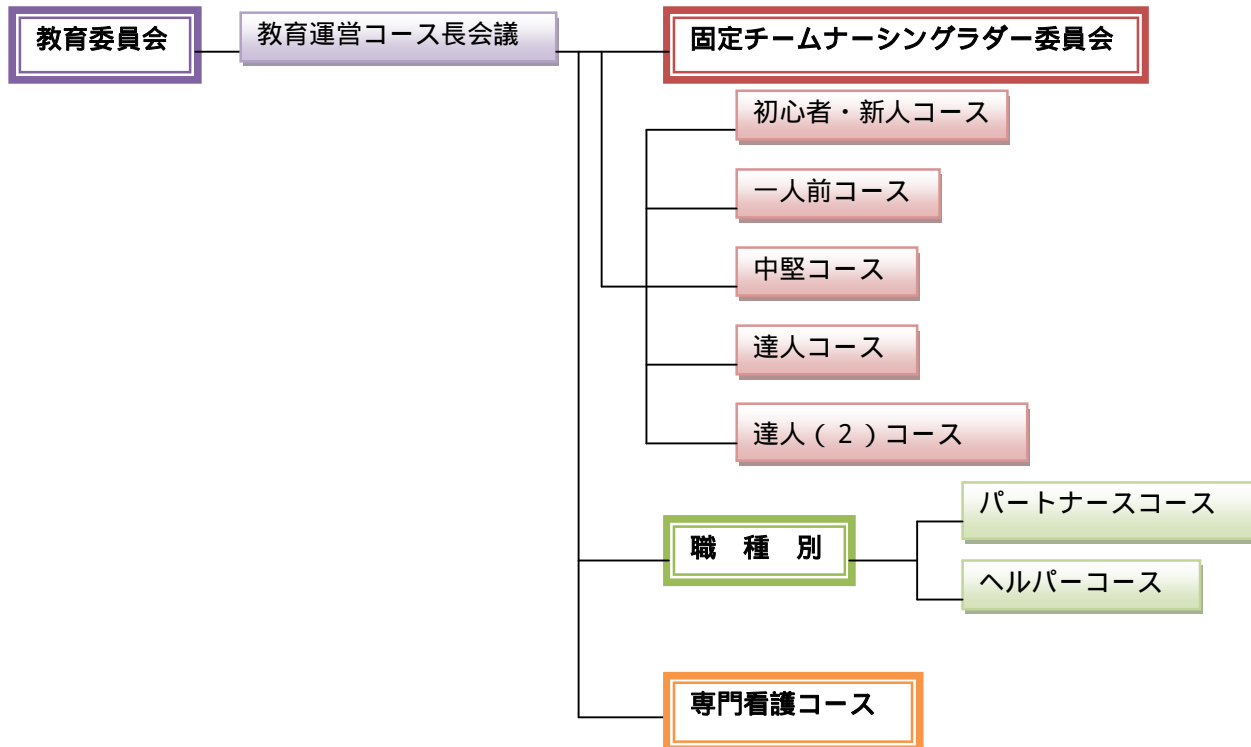 教育委員会
教育運営コース長会議
固定チームナーシングラダー委員会
初心者・新人コース
一人前コース
中堅コース
達人コース
達人(2)コース
パートナースコース
職 種 別
ヘルパーコース
専門看護コース